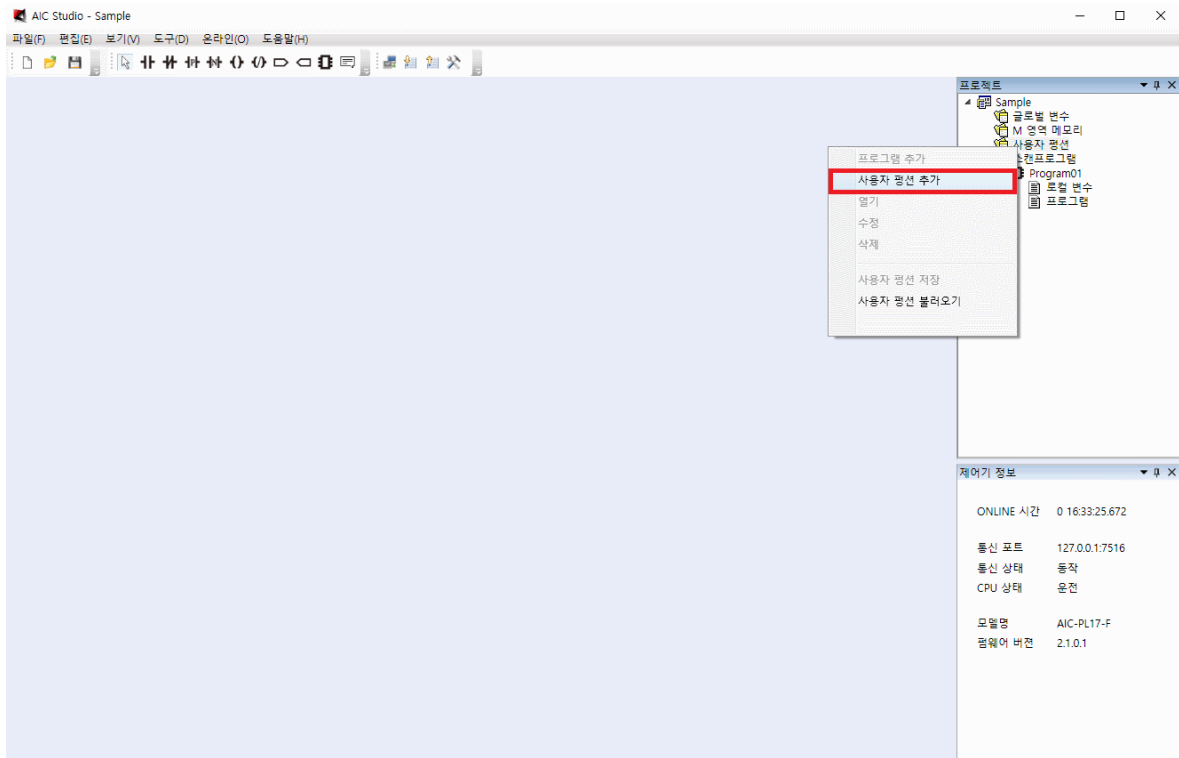 AIC Studio - Sample
파일(F) 편집(E) 보기(V) 도구(D) 온라인(O) 도움말(H)
프로젝트
Sample
글로벌 변수
M 영역 메모리
사용자 펑션
스캔프로그램
Program01
로컬 변수
프로그램
프로그램 추가
사용자 펑션 추가
열기
수정
삭제
사용자 펑션 저장
사용자 펑션 불러오기
제어기 정보
ONLINE 시간 0 16:33:25.672
통신 포트 127.0.0.1:7516
통신 상태 동작
CPU 상태 운전
모델명 AIC-PL17-F
펌웨어 버젼 2.1.0.1